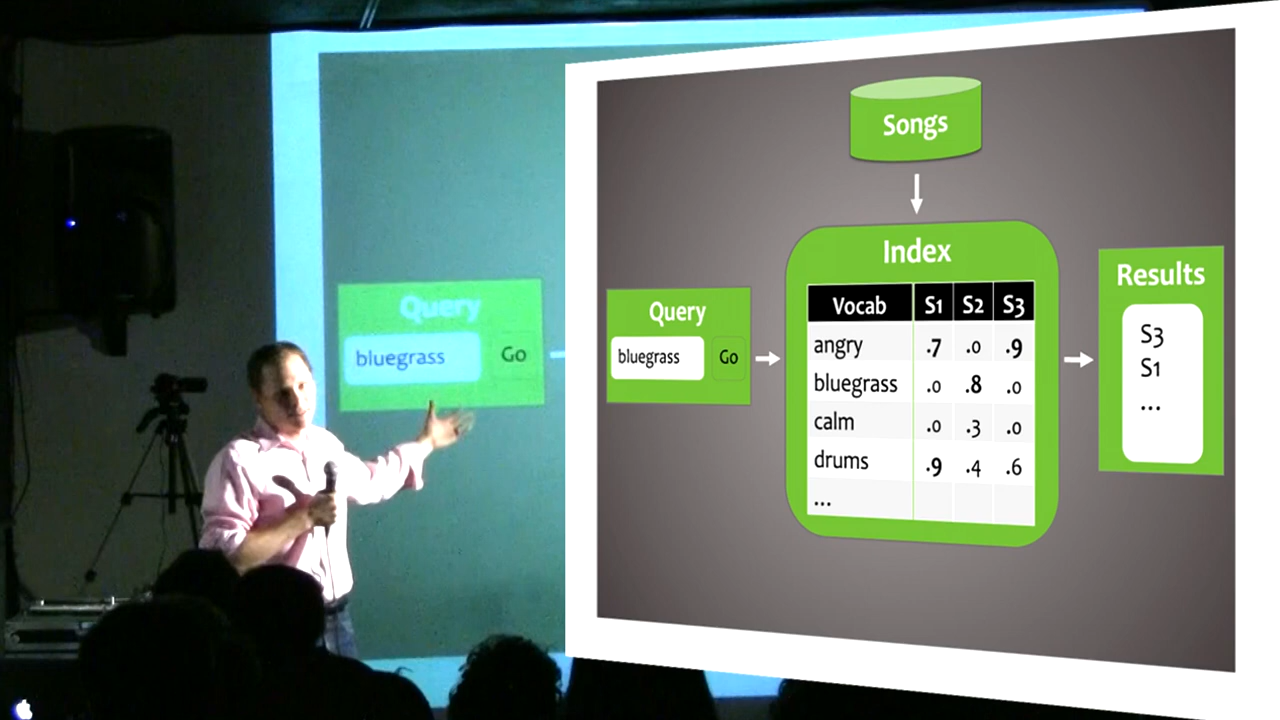 Query
bluegrass Go
Songs
Index
Query
bluegrass Go
Vocab S1 S2 S3
angry .7 .0 .9
bluegrass .0 .8 .0
calm .0 .3 .0
drums .9 .4 .6
...
Results
S3
S1
...